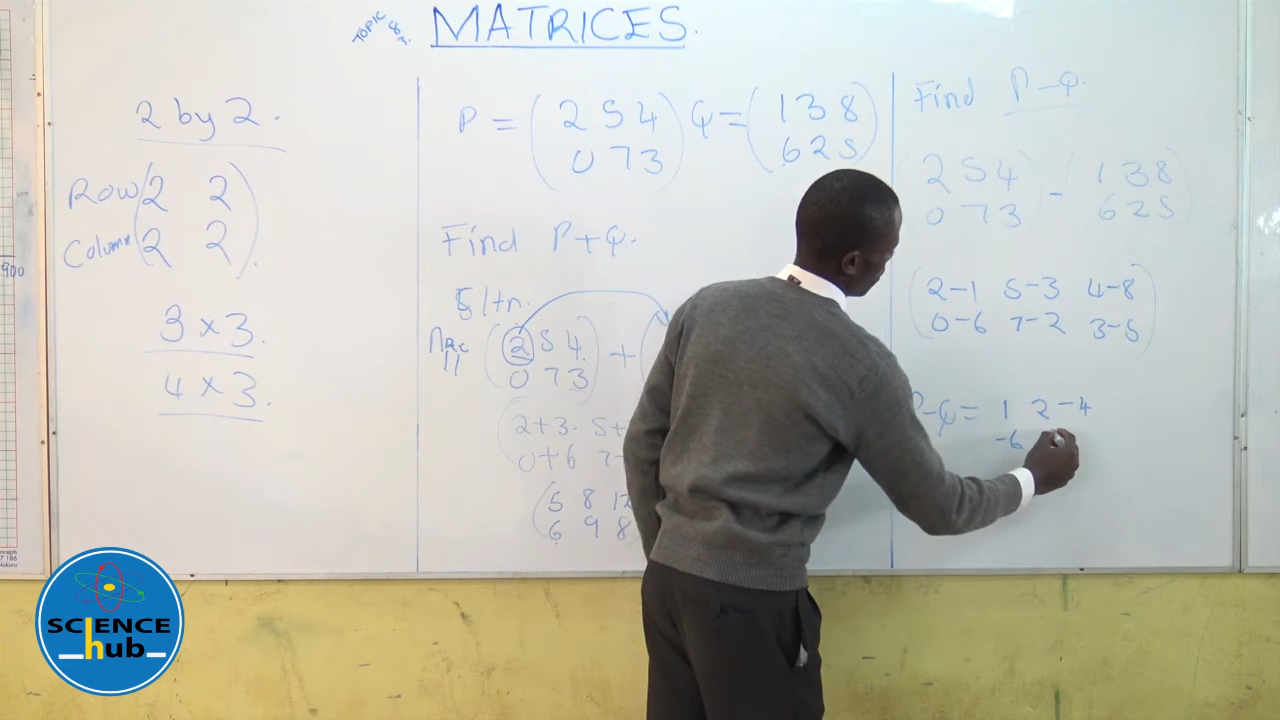 MATRICES.
2 by 2.
Row (2 2)
Column (2 2).
3 x 3.
4 x 3.
P = (2 5 4) Q = (1 3 8)
(0 7 3) (6 2 5)
Find P+Q.
(2 5 4) +
(0 7 3)
2+3. 5+
0+6 7-
(5 8 12
(6 9 8
Find P-Q.
(2 5 4) - (1 3 8)
(0 7 3) (6 2 5)
(2-1 5-3 4-8)
(0-6 7-2 3-5)
P-Q = 1 2 -4
-6
900
SCIENCE
hub